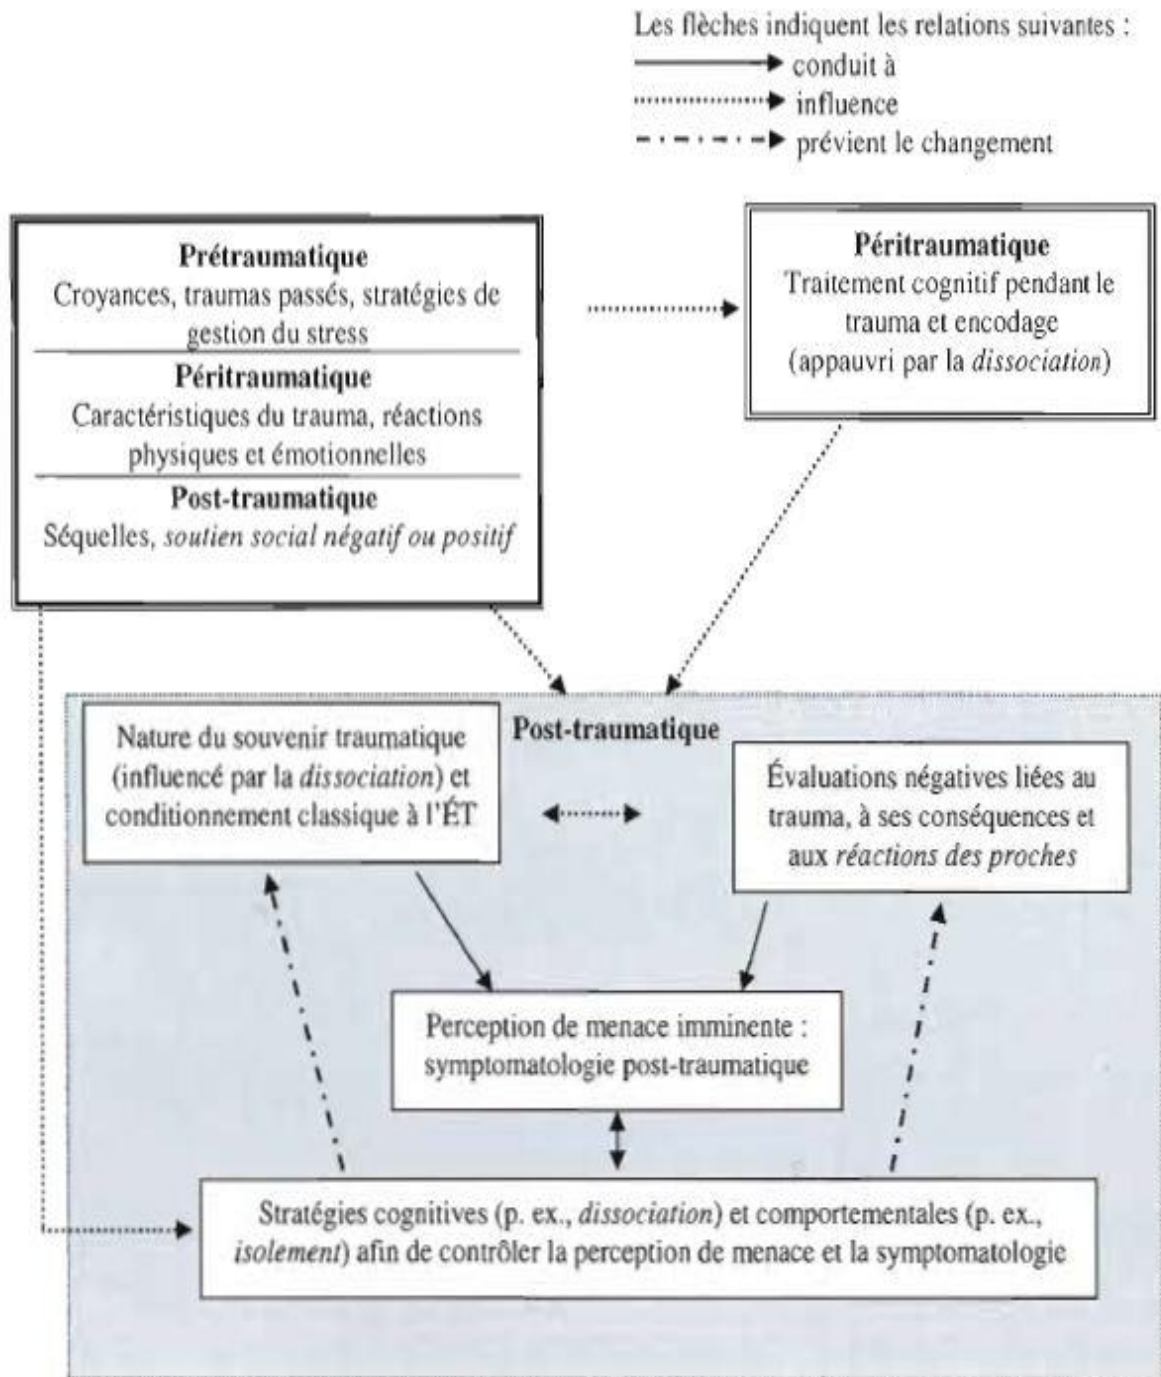 Les flèches indiquent les relations suivantes :
conduit à
influence
prévient le changement
Prétraumatique
Croyances, traumas passés, stratégies de
gestion du stress
Péritraumatique
Caractéristiques du trauma, réactions
physiques et émotionnelles
Post-traumatique
Séquelles, soutien social négatif ou positif
Péritraumatique
Traitement cognitif pendant le
trauma et encodage
(appauvri par la dissociation)
Post-traumatique
Nature du souvenir traumatique
(influencé par la dissociation) et
conditionnement classique à l'ÉT
Évaluations négatives liées au
trauma, à ses conséquences et
aux réactions des proches
Perception de menace imminente :
symptomatologie post-traumatique
Stratégies cognitives (p. ex., dissociation) et comportementales (p. ex.,
isolement) afin de contrôler la perception de menace et la symptomatologie